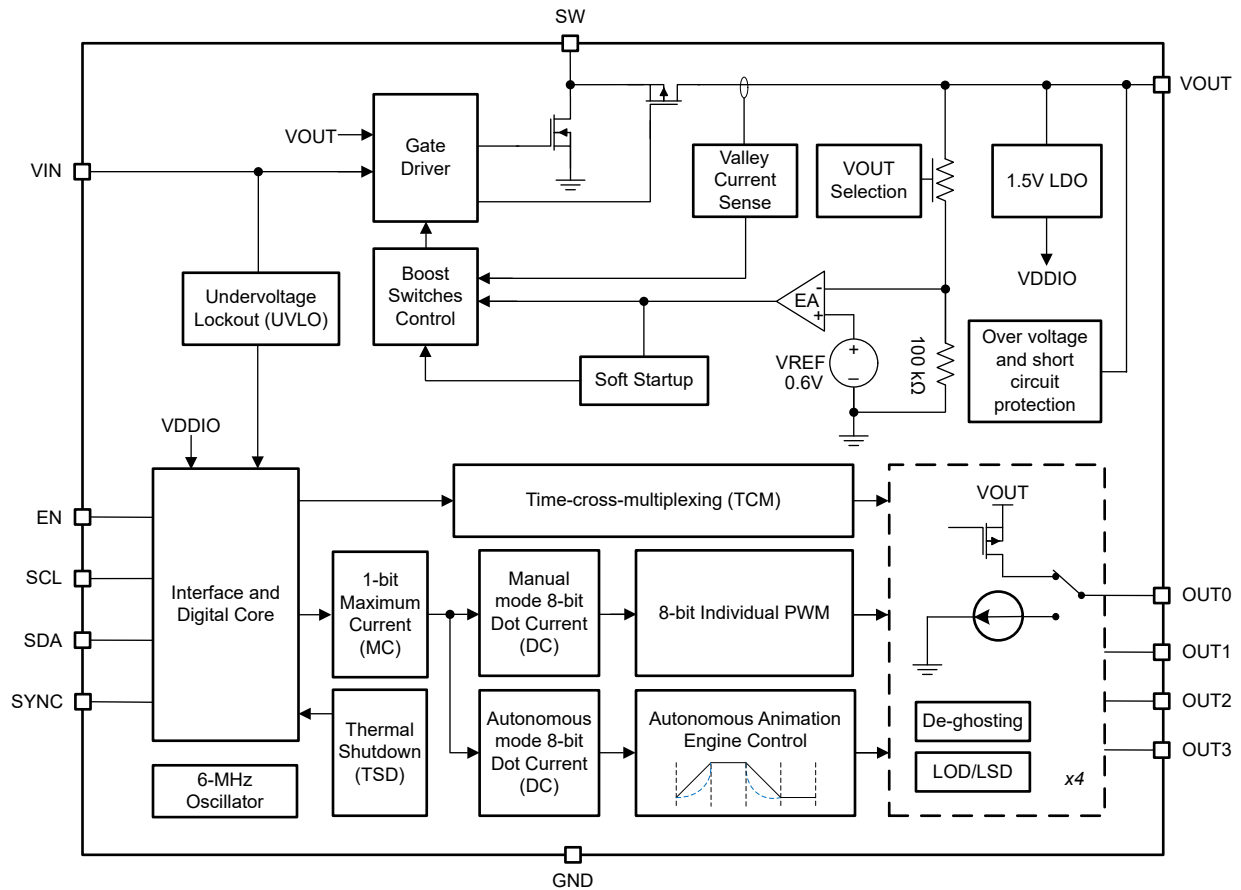 SW
VOUT
VOUT
VIN
Gate
Driver
Valley
Current
Sense
VOUT
Selection
1.5V LDO
VDDIO
Undervoltage
Lockout (UVLO)
Boost
Switches
Control
EA
-
+
Soft Startup
VREF
0.6V
+
–
100 kΩ
Over voltage
and short
circuit
protection
VDDIO
EN
SCL
SDA
SYNC
Interface and
Digital Core
6-MHz
Oscillator
Time-cross-multiplexing (TCM)
1-bit
Maximum
Current
(MC)
Manual
mode 8-bit
Dot Current
(DC)
8-bit Individual PWM
Thermal
Shutdown
(TSD)
Autonomous
mode 8-bit
Dot Current
(DC)
Autonomous Animation
Engine Control
VOUT
De-ghosting
LOD/LSD
x4
OUT0
OUT1
OUT2
OUT3
GND